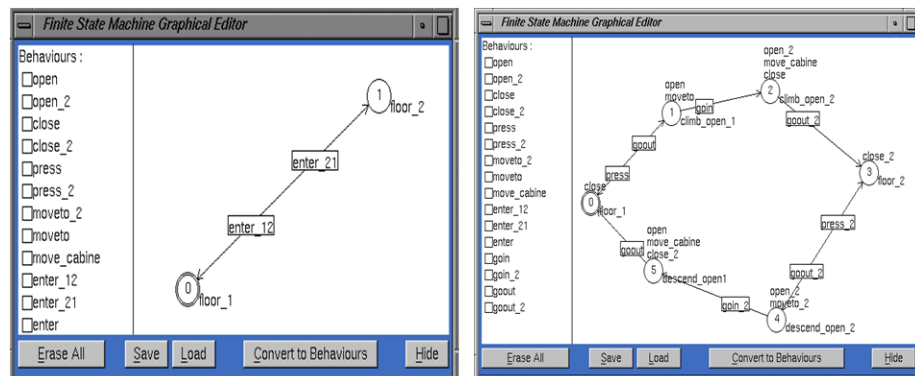 Finite State Machine Graphical Editor
Behaviours :
open
open_2
close
close_2
press
press_2
moveto_2
moveto
move_cabine
enter_12
enter_21
enter
1
floor_2
enter_21
enter_12
0
floor_1
Erase All
Save
Load
Convert to Behaviours
Hide
Finite State Machine Graphical Editor
Behaviours :
open
open_2
close
close_2
press
press_2
moveto_2
moveto
move_cabine
enter_12
enter_21
enter
goin
goin_2
goout
goout_2
open_2
move_cabine
close
2
climb_open_2
open
moveto
goin
1
climb_open_1
goout
goout_2
press
close_2
3
floor_2
close
0
floor_1
press_2
open
move_cabine
close_2
goout
5
descend_open1
goout_2
open_2
moveto_2
goin_2
4
descend_open_2
Erase All
Save
Load
Convert to Behaviours
Hide